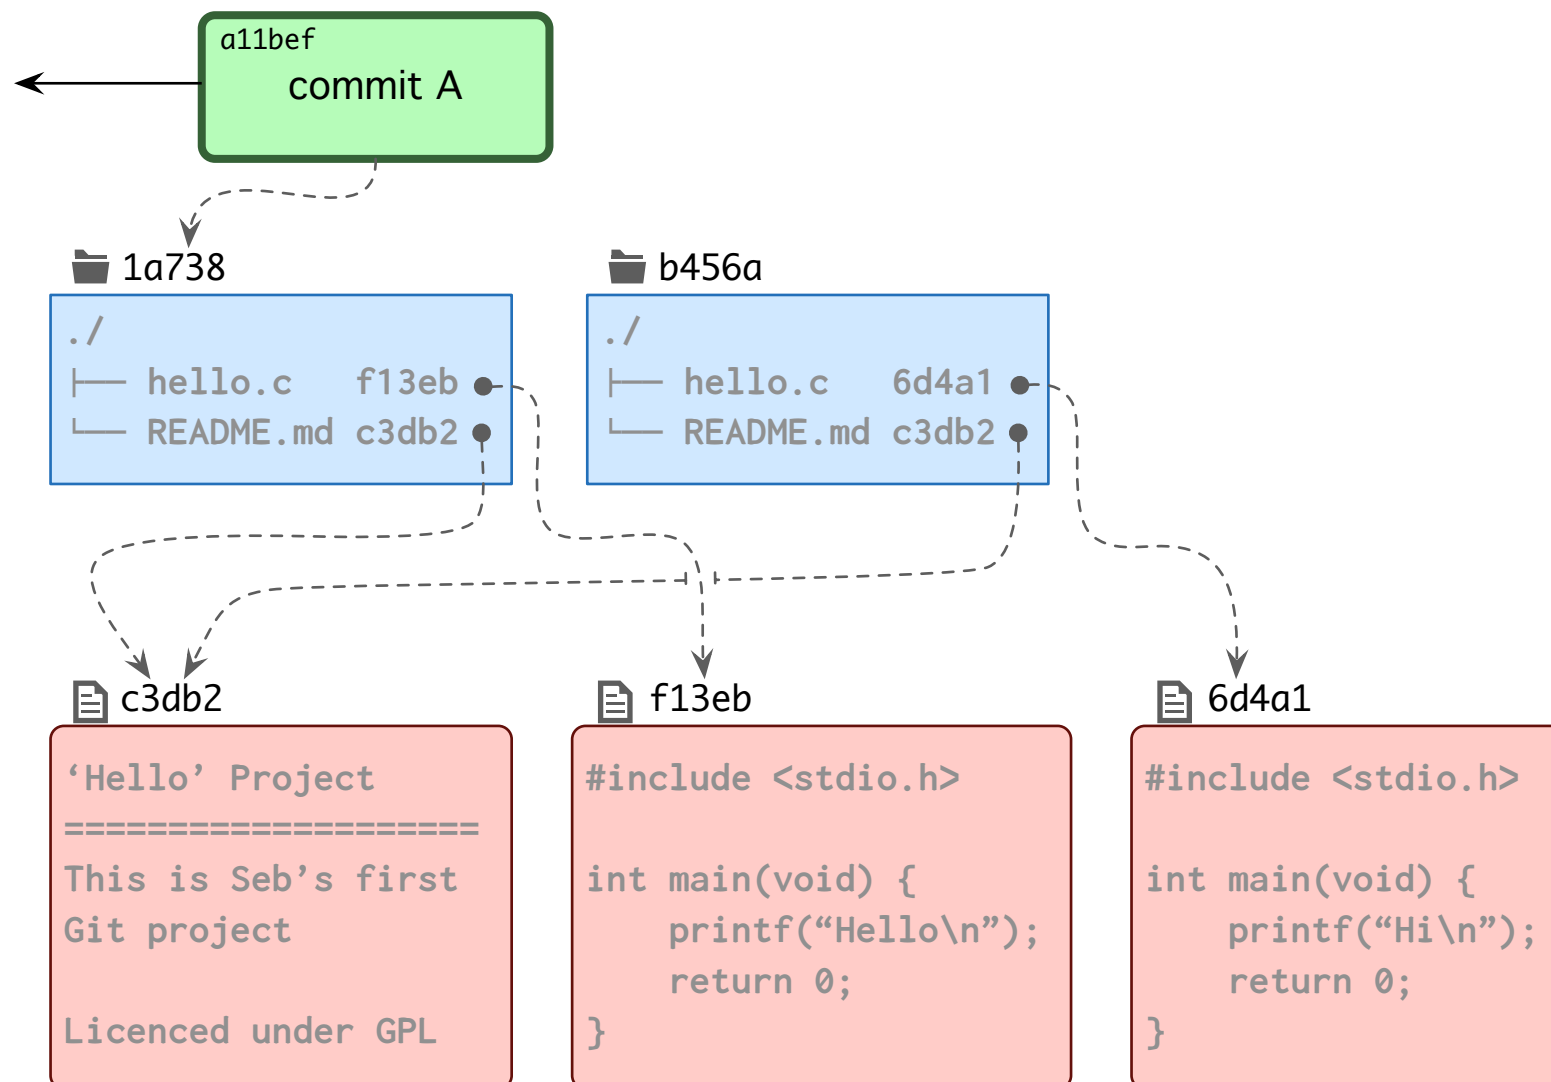 a11bef
commit A
1a738
./
├── hello.c   f13eb
└── README.md c3db2
b456a
./
├── hello.c   6d4a1
└── README.md c3db2
c3db2
‘Hello’ Project
====================
This is Seb’s first
Git project
Licenced under GPL
f13eb
#include <stdio.h>
int main(void) {
    printf(“Hello\n”);
    return 0;
}
6d4a1
#include <stdio.h>
int main(void) {
    printf(“Hi\n”);
    return 0;
}